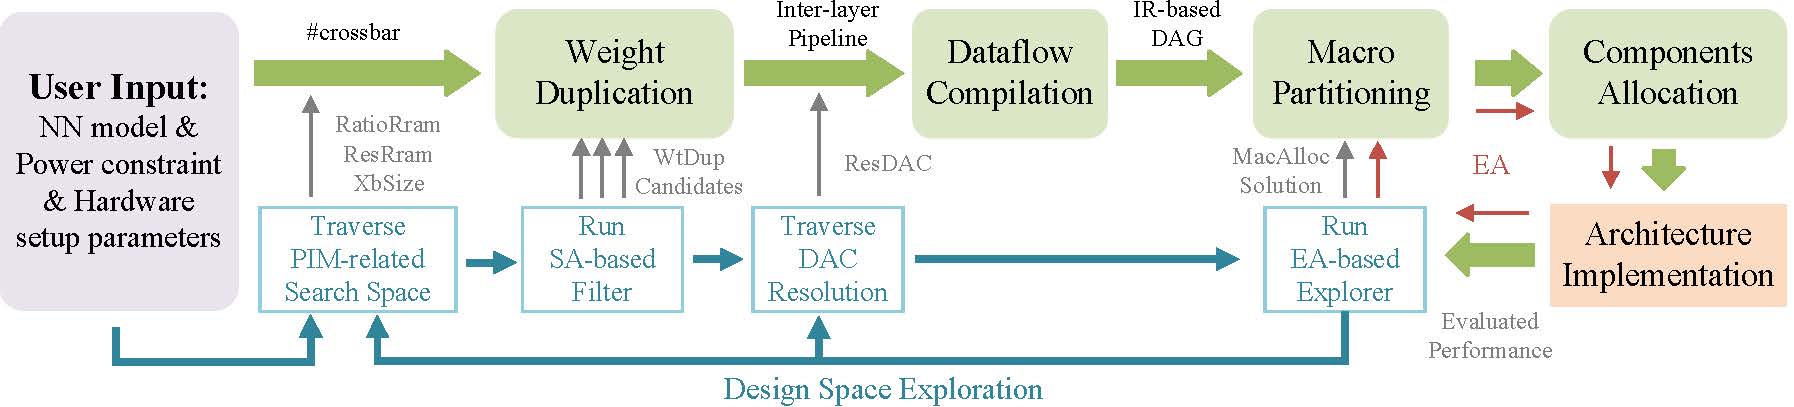 User Input:
NN model &
Power constraint
& Hardware
setup parameters
#crossbar
RatioRram
ResRram
XbSize
Traverse
PIM-related
Search Space
Weight
Duplication
WtDup
Candidates
Run
SA-based
Filter
Inter-layer
Pipeline
ResDAC
Traverse
DAC
Resolution
Dataflow
Compilation
IR-based
DAG
Macro
Partitioning
MacAlloc
Solution
Run
EA-based
Explorer
EA
Components
Allocation
Architecture
Implementation
Evaluated
Performance
Design Space Exploration